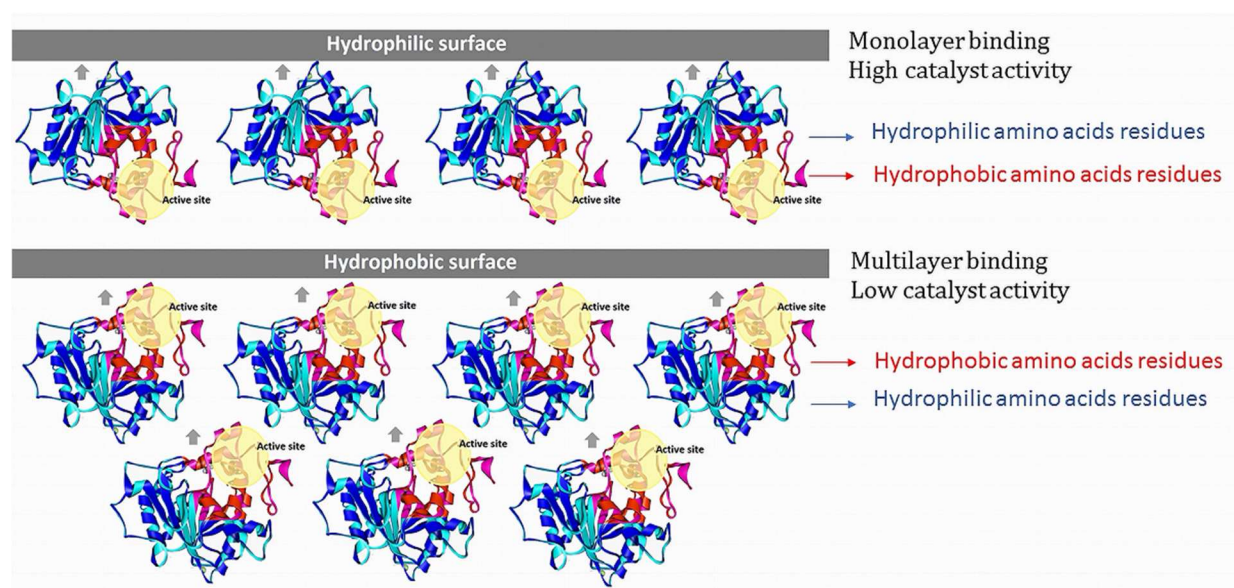 Hydrophilic surface
Monolayer binding
High catalyst activity
Hydrophilic amino acids residues
Hydrophobic amino acids residues
Active site
Active site
Active site
Active site
Hydrophobic surface
Multilayer binding
Low catalyst activity
Active site
Active site
Active site
Active site
Hydrophobic amino acids residues
Hydrophilic amino acids residues
Active site
Active site
Active site